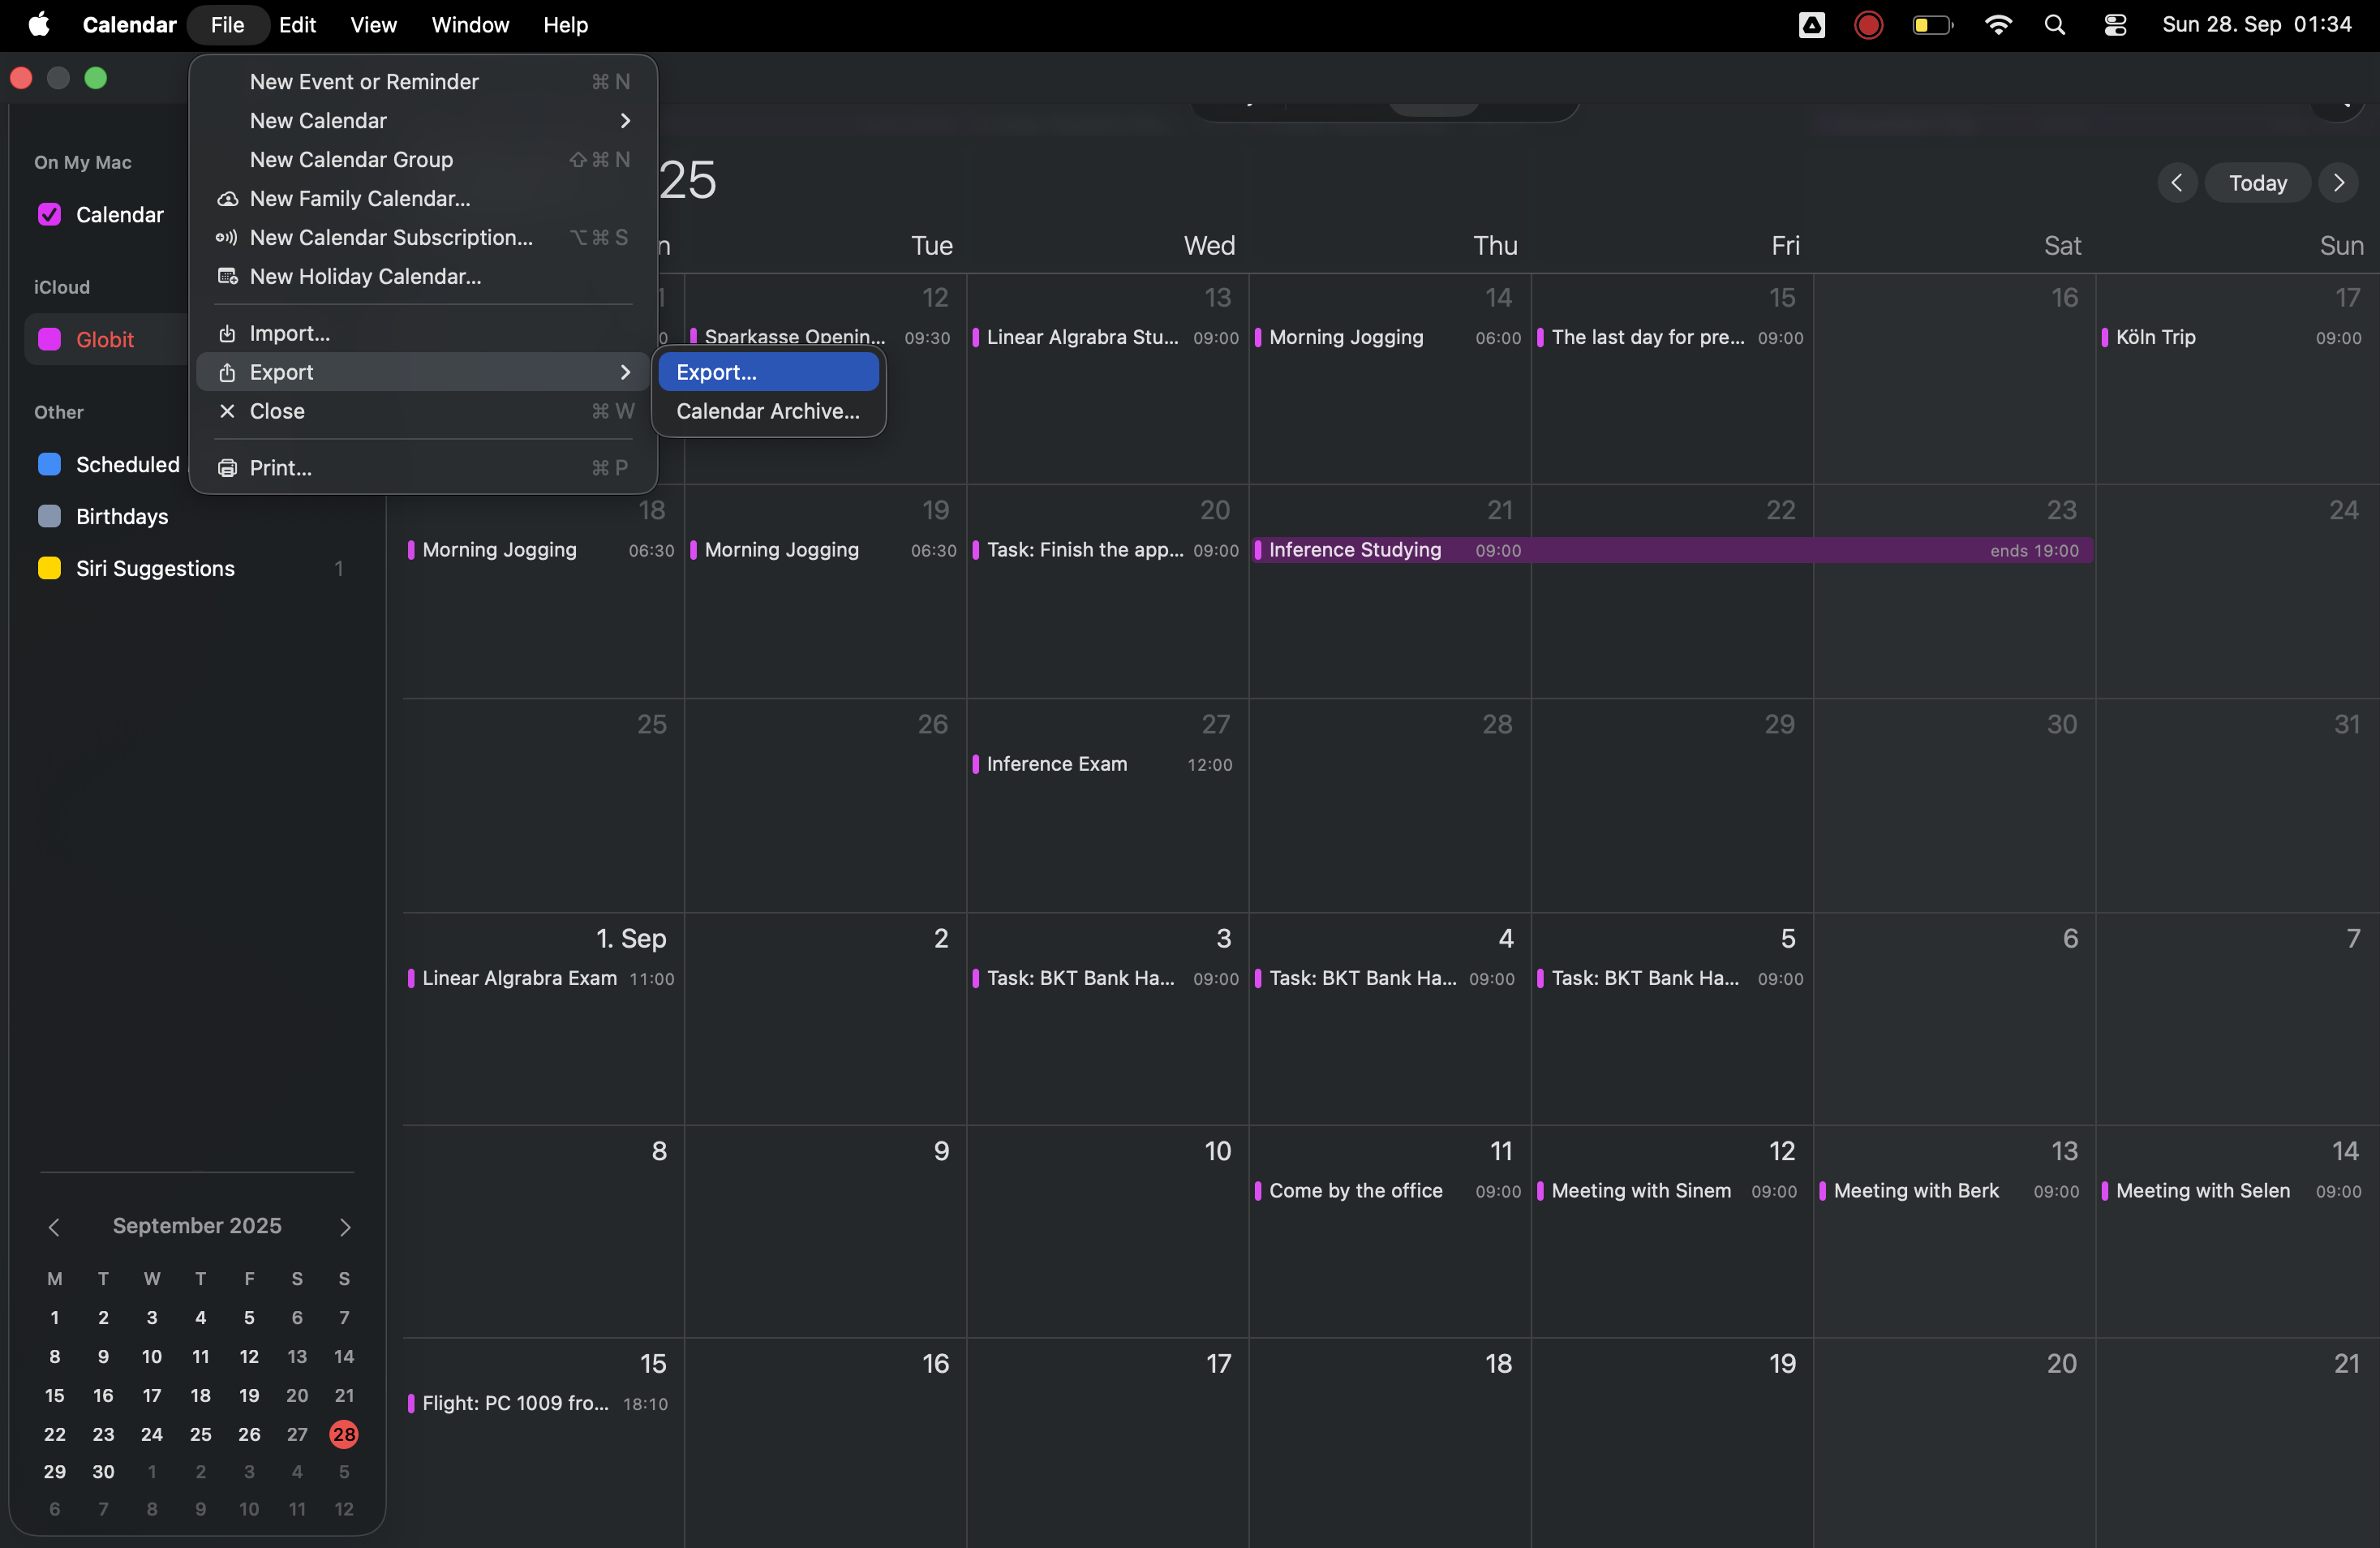 Calendar File Edit View Window Help Sun 28. Sep 01:34
New Event or Reminder ⌘ N
New Calendar
New Calendar Group ⇧ ⌘ N
New Family Calendar...
New Calendar Subscription... ⌥ ⌘ S
New Holiday Calendar...
Import...
Export
Close ⌘ W
Print... ⌘ P
Export...
Calendar Archive...
On My Mac
Calendar
iCloud
Globit
Other
Scheduled
Birthdays
Siri Suggestions 1
25
Today
Tue Wed Thu Fri Sat Sun
12 13 14 15 16 17
Sparkasse Openin... 09:30 Linear Algrabra Stu... 09:00 Morning Jogging 06:00 The last day for pre... 09:00 Köln Trip 09:00
18 19 20 21 22 23 24
Morning Jogging 06:30 Morning Jogging 06:30 Task: Finish the app... 09:00 Inference Studying 09:00 ends 19:00
25 26 27 28 29 30 31
Inference Exam 12:00
1. Sep 2 3 4 5 6 7
Linear Algrabra Exam 11:00 Task: BKT Bank Ha... 09:00 Task: BKT Bank Ha... 09:00 Task: BKT Bank Ha... 09:00
8 9 10 11 12 13 14
Come by the office 09:00 Meeting with Sinem 09:00 Meeting with Berk 09:00 Meeting with Selen 09:00
15 16 17 18 19 20 21
Flight: PC 1009 fro... 18:10
September 2025
M T W T F S S
1 2 3 4 5 6 7
8 9 10 11 12 13 14
15 16 17 18 19 20 21
22 23 24 25 26 27 28
29 30 1 2 3 4 5
6 7 8 9 10 11 12